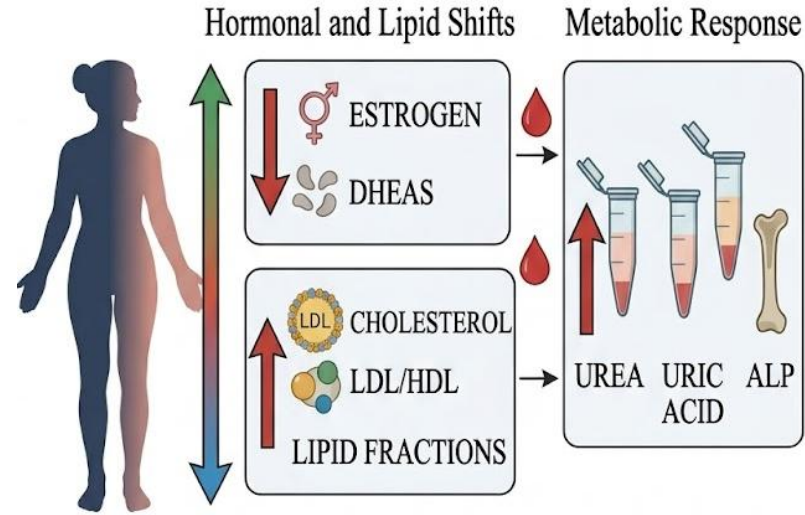 Hormonal and Lipid Shifts
Metabolic Response
ESTROGEN
DHEAS
LDL
CHOLESTEROL
LDL/HDL
LIPID FRACTIONS
UREA
URIC
ACID
ALP